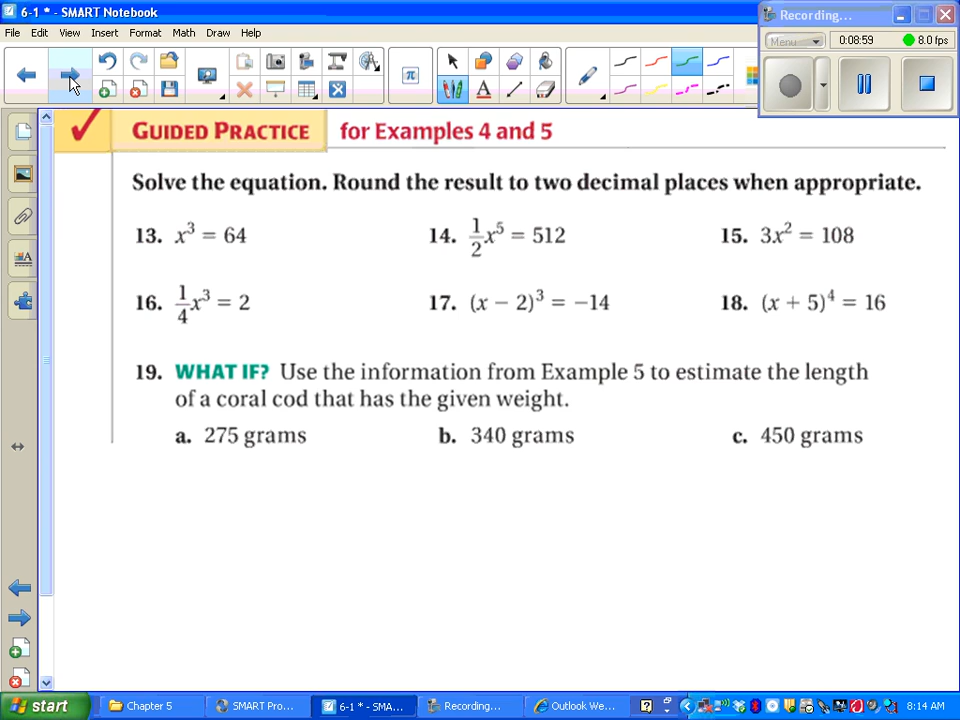 6-1 * - SMART Notebook
Recording...
File Edit View Insert Format Math Draw Help
Menu 0:08:59 8.0 fps
GUIDED PRACTICE for Examples 4 and 5
Solve the equation. Round the result to two decimal places when appropriate.
13. x³ = 64 14. 1/2 x⁵ = 512 15. 3x² = 108
16. 1/4 x³ = 2 17. (x − 2)³ = −14 18. (x + 5)⁴ = 16
19. WHAT IF? Use the information from Example 5 to estimate the length
of a coral cod that has the given weight.
a. 275 grams b. 340 grams c. 450 grams
start Chapter 5 SMART Pro... 6-1 * - SMA... Recording... Outlook We... 8:14 AM